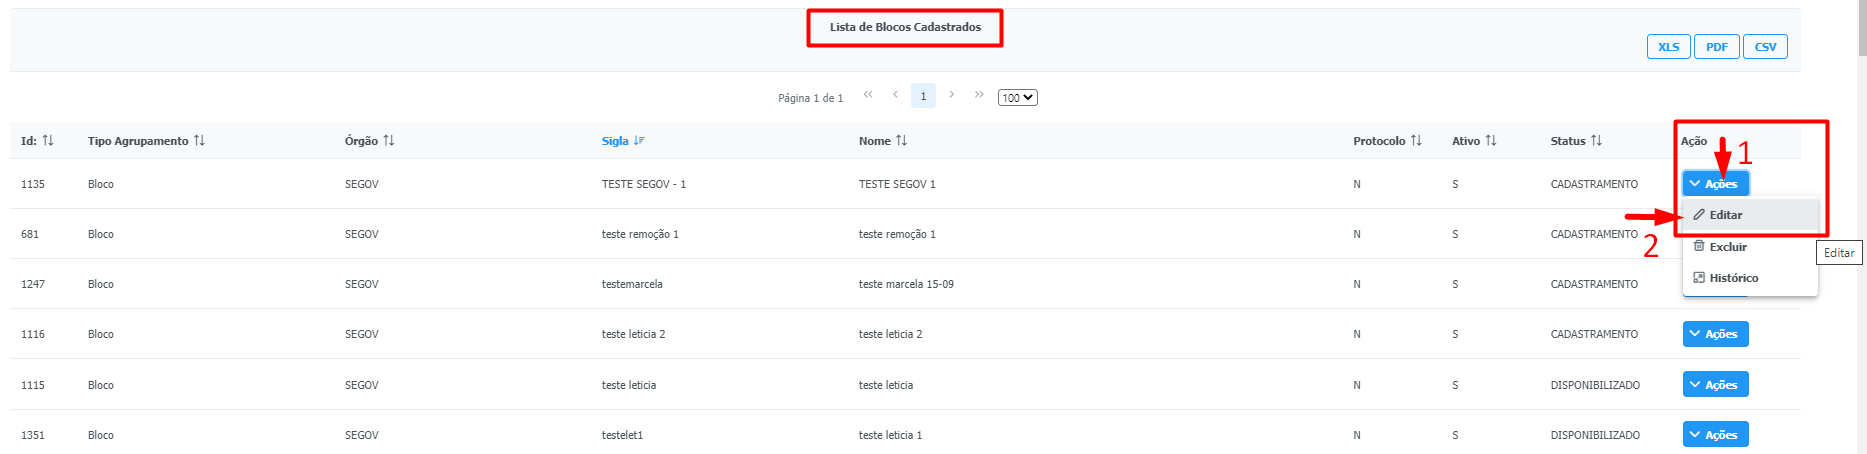 Lista de Blocos Cadastrados
XLS PDF CSV
Página 1 de 1 1 100
Id: Tipo Agrupamento Órgão Sigla Nome Protocolo Ativo Status Ação
1
1135 Bloco SEGOV TESTE SEGOV - 1 TESTE SEGOV 1 N S CADASTRAMENTO Ações
Editar
2
681 Bloco SEGOV teste remoção 1 teste remoção 1 N S CADASTRAMENTO
Excluir
Editar
Histórico
1247 Bloco SEGOV testemarcela teste marcela 15-09 N S CADASTRAMENTO
1116 Bloco SEGOV teste leticia 2 teste leticia 2 N S CADASTRAMENTO Ações
1115 Bloco SEGOV teste leticia teste leticia N S DISPONIBILIZADO Ações
1351 Bloco SEGOV testelet1 teste leticia 1 N S DISPONIBILIZADO Ações